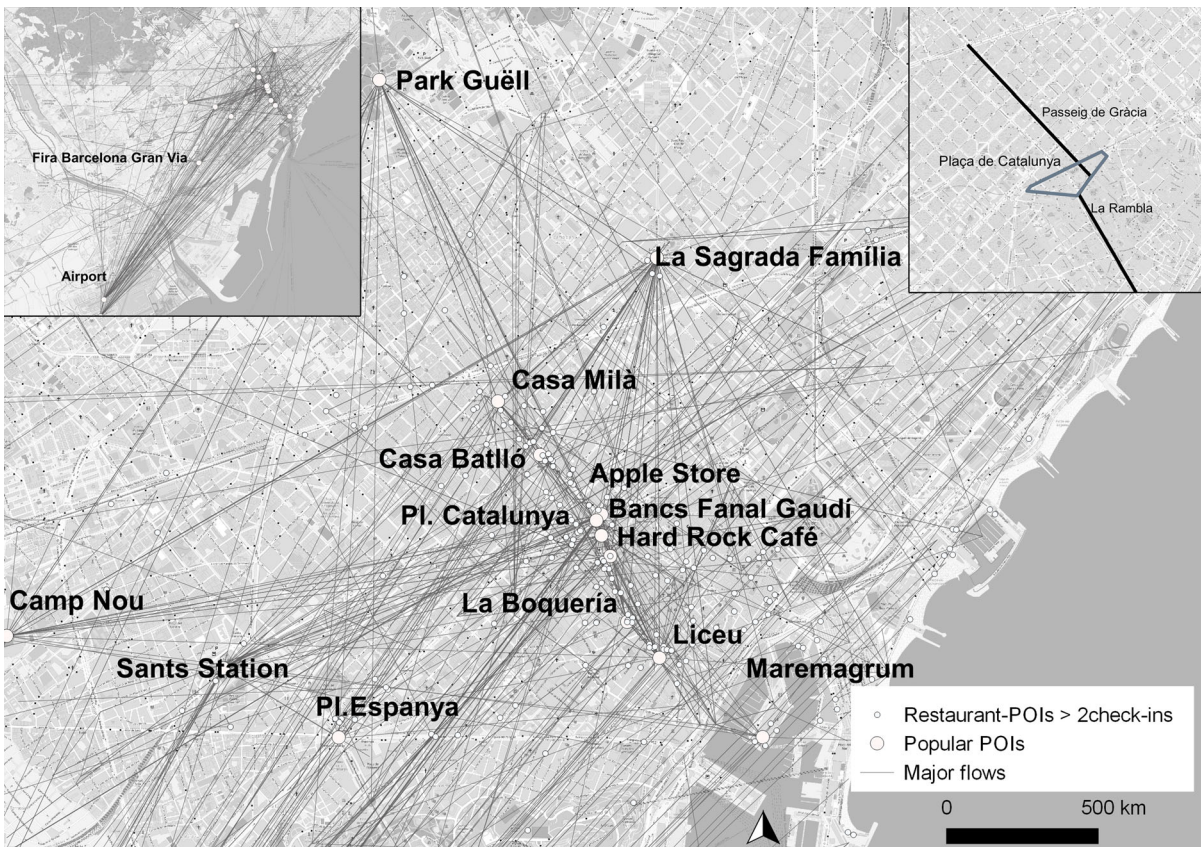 Park Guëll
Fira Barcelona Gran Via
Airport
Passeig de Gràcia
Plaça de Catalunya
La Rambla
La Sagrada Família
Casa Milà
Casa Batlló
Apple Store
Pl. Catalunya
Bancs Fanal Gaudí
Hard Rock Café
Camp Nou
La Boquería
Liceu
Sants Station
Maremagrum
Pl.Espanya
Restaurant-POIs > 2check-ins
Popular POIs
Major flows
0 500 km